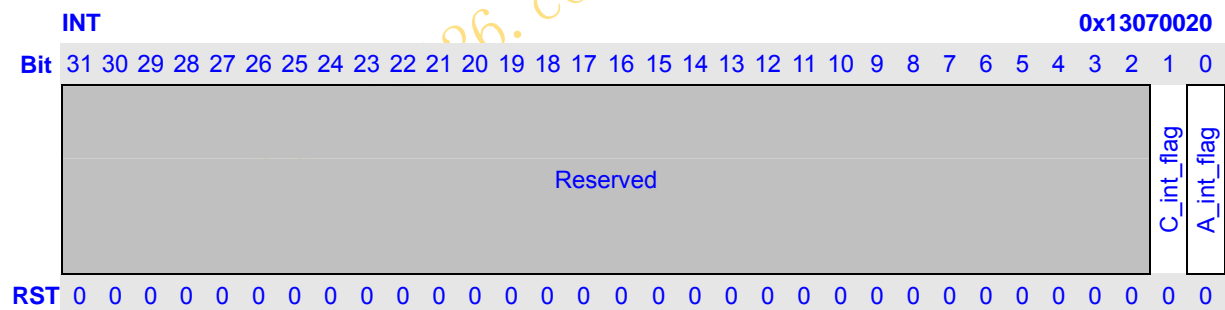 INT 0x13070020
Bit 31 30 29 28 27 26 25 24 23 22 21 20 19 18 17 16 15 14 13 12 11 10 9 8 7 6 5 4 3 2 1 0
Reserved
C_int_flag
A_int_flag
RST 0 0 0 0 0 0 0 0 0 0 0 0 0 0 0 0 0 0 0 0 0 0 0 0 0 0 0 0 0 0 0 0